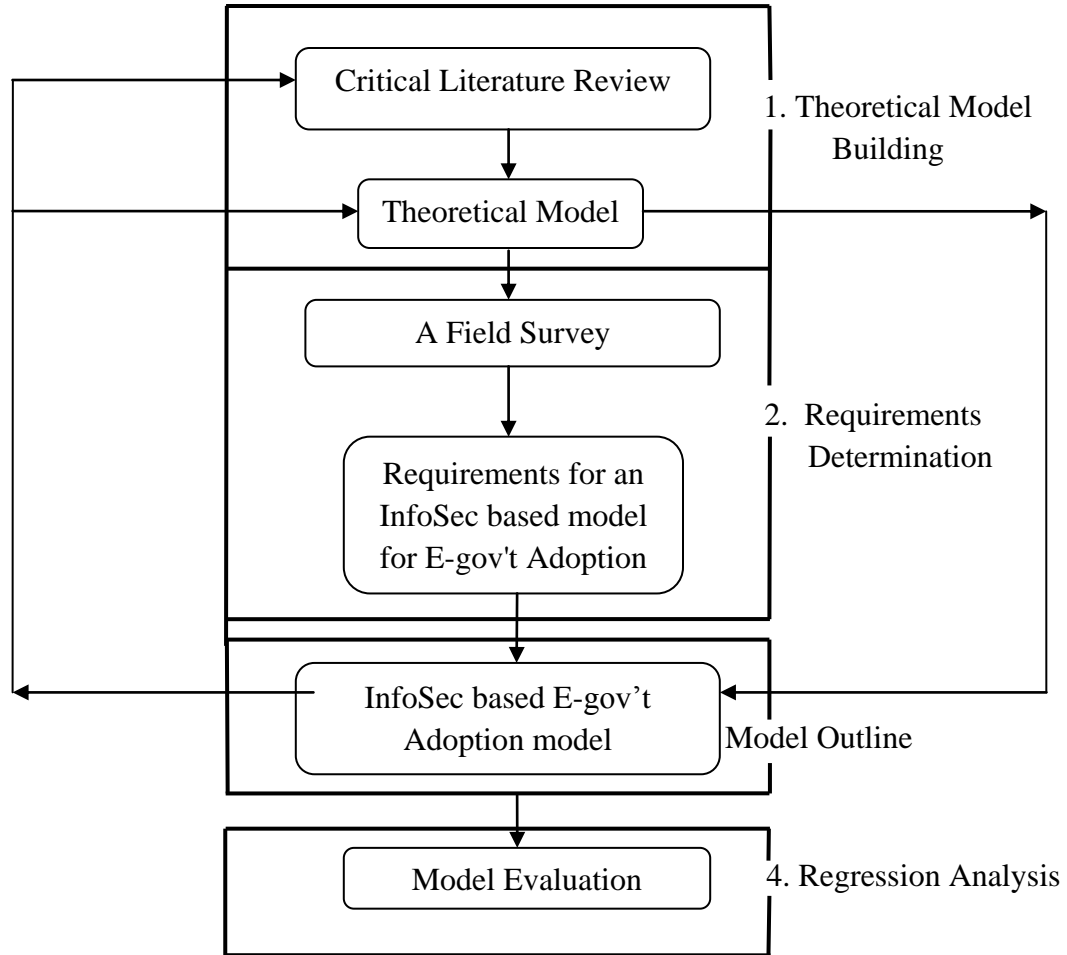 Critical Literature Review
1. Theoretical Model
Building
Theoretical Model
A Field Survey
2. Requirements
Determination
Requirements for an
InfoSec based model
for E-gov't Adoption
InfoSec based E-gov’t
Adoption model
Model Outline
Model Evaluation
4. Regression Analysis